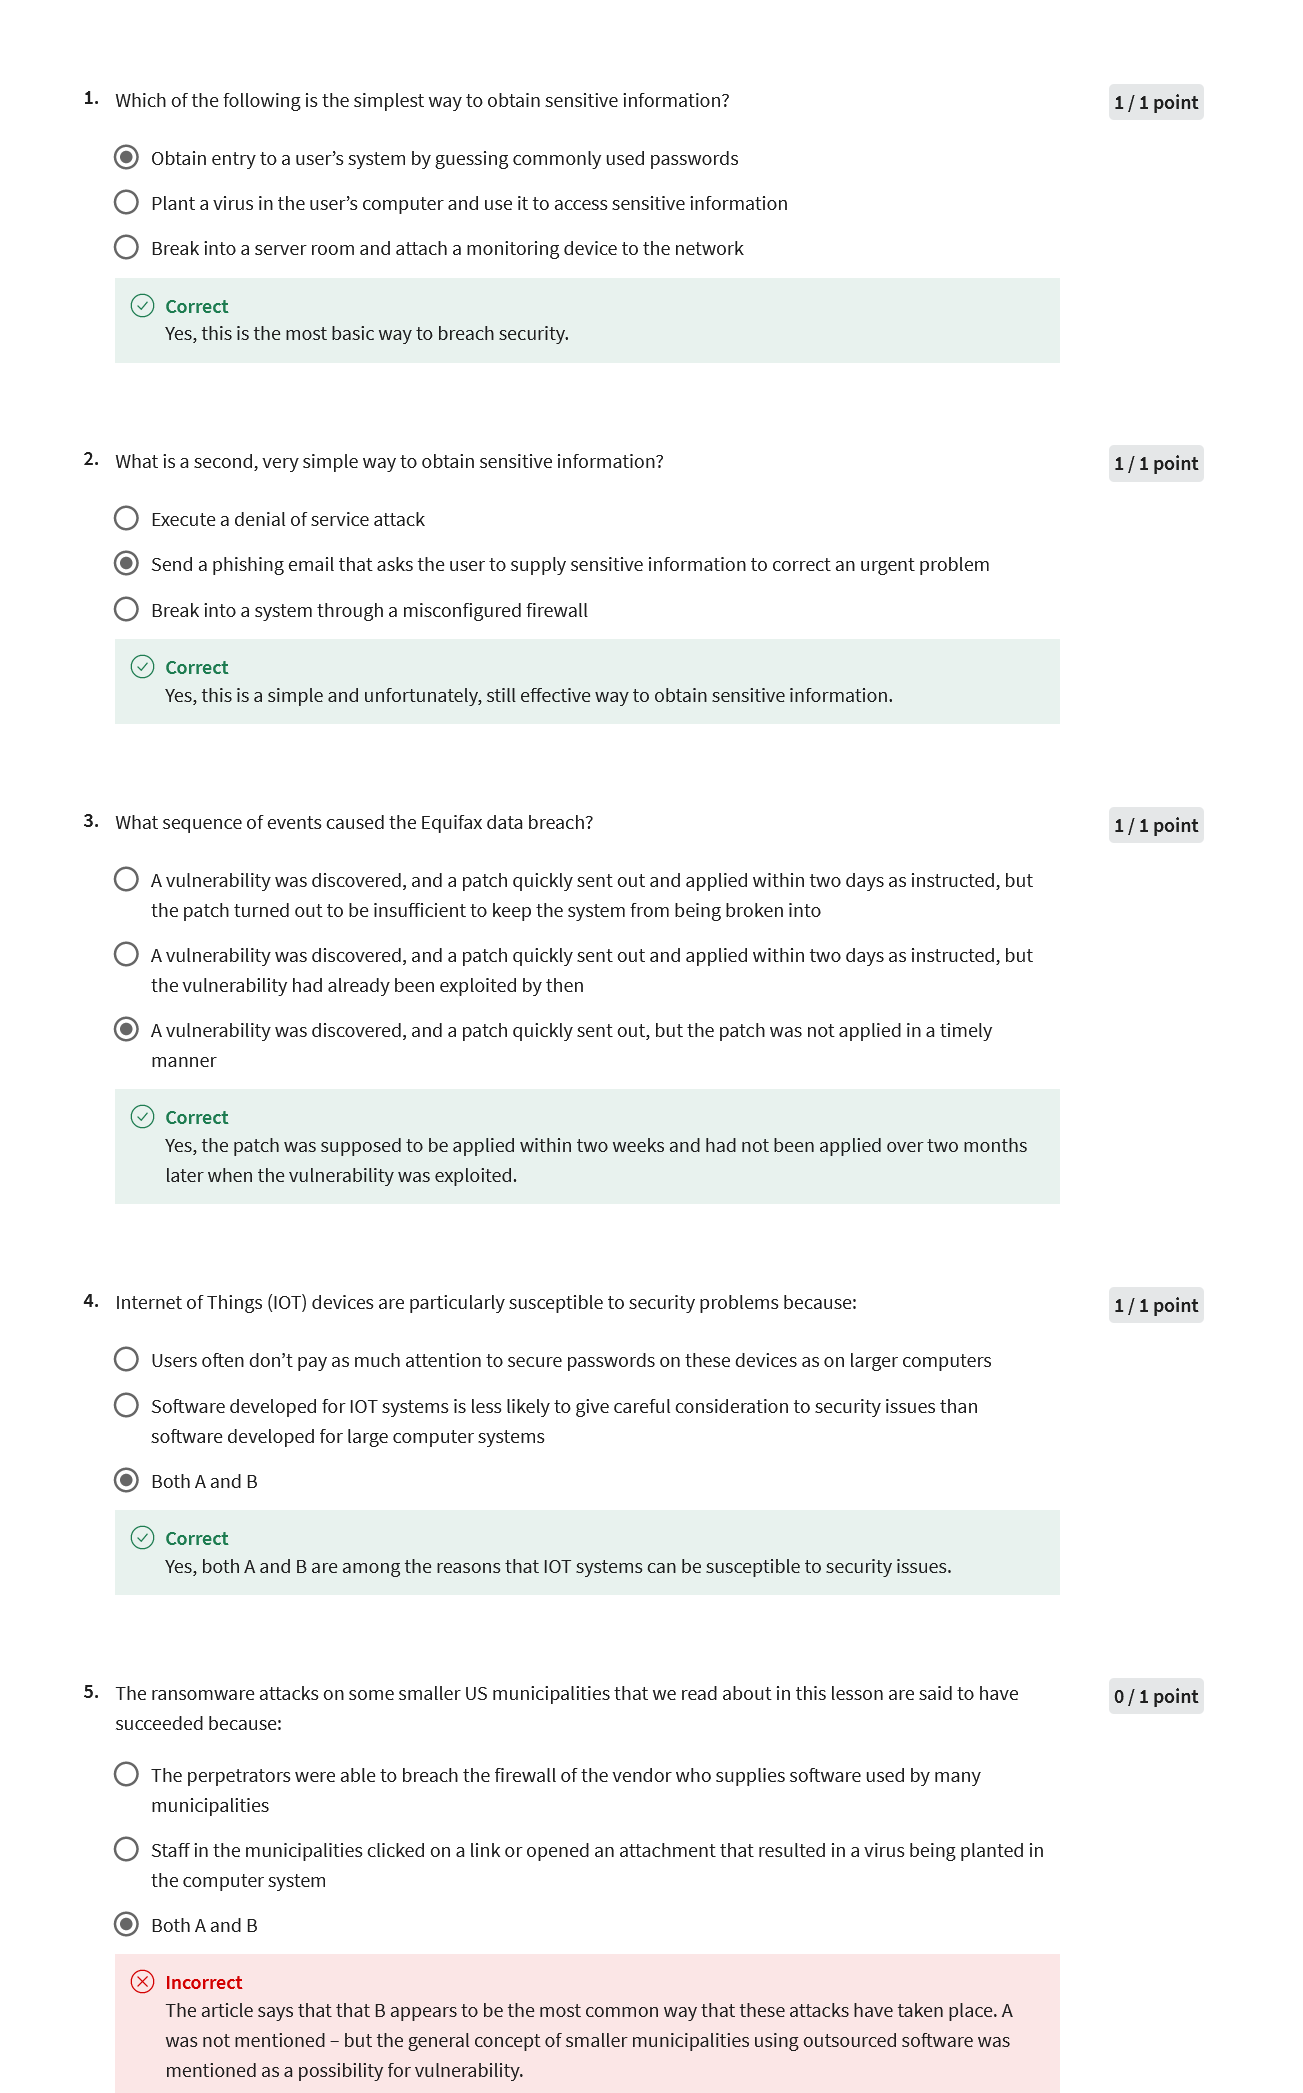 1. Which of the following is the simplest way to obtain sensitive information?
1 / 1 point
Obtain entry to a user’s system by guessing commonly used passwords
Plant a virus in the user’s computer and use it to access sensitive information
Break into a server room and attach a monitoring device to the network
Correct
Yes, this is the most basic way to breach security.
2. What is a second, very simple way to obtain sensitive information?
1 / 1 point
Execute a denial of service attack
Send a phishing email that asks the user to supply sensitive information to correct an urgent problem
Break into a system through a misconfigured firewall
Correct
Yes, this is a simple and unfortunately, still effective way to obtain sensitive information.
3. What sequence of events caused the Equifax data breach?
1 / 1 point
A vulnerability was discovered, and a patch quickly sent out and applied within two days as instructed, but
the patch turned out to be insufficient to keep the system from being broken into
A vulnerability was discovered, and a patch quickly sent out and applied within two days as instructed, but
the vulnerability had already been exploited by then
A vulnerability was discovered, and a patch quickly sent out, but the patch was not applied in a timely
manner
Correct
Yes, the patch was supposed to be applied within two weeks and had not been applied over two months
later when the vulnerability was exploited.
4. Internet of Things (IOT) devices are particularly susceptible to security problems because:
1 / 1 point
Users often don’t pay as much attention to secure passwords on these devices as on larger computers
Software developed for IOT systems is less likely to give careful consideration to security issues than
software developed for large computer systems
Both A and B
Correct
Yes, both A and B are among the reasons that IOT systems can be susceptible to security issues.
5. The ransomware attacks on some smaller US municipalities that we read about in this lesson are said to have
succeeded because:
0 / 1 point
The perpetrators were able to breach the firewall of the vendor who supplies software used by many
municipalities
Staff in the municipalities clicked on a link or opened an attachment that resulted in a virus being planted in
the computer system
Both A and B
Incorrect
The article says that that B appears to be the most common way that these attacks have taken place. A
was not mentioned – but the general concept of smaller municipalities using outsourced software was
mentioned as a possibility for vulnerability.